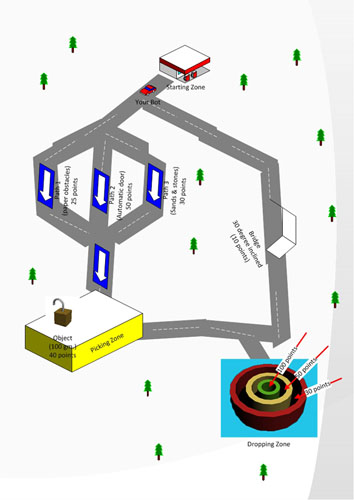 Starting Zone
Your Bot
Path 1
(paper obstacles)
25 points
Path 2
(Automatic door)
50 points
Path 3
(Sands & stones)
30 points
Bridge
30 degree inclined
(10 points)
Object
(100 gm )
40 points
Picking Zone
100 points
50 points
30 points
Dropping Zone